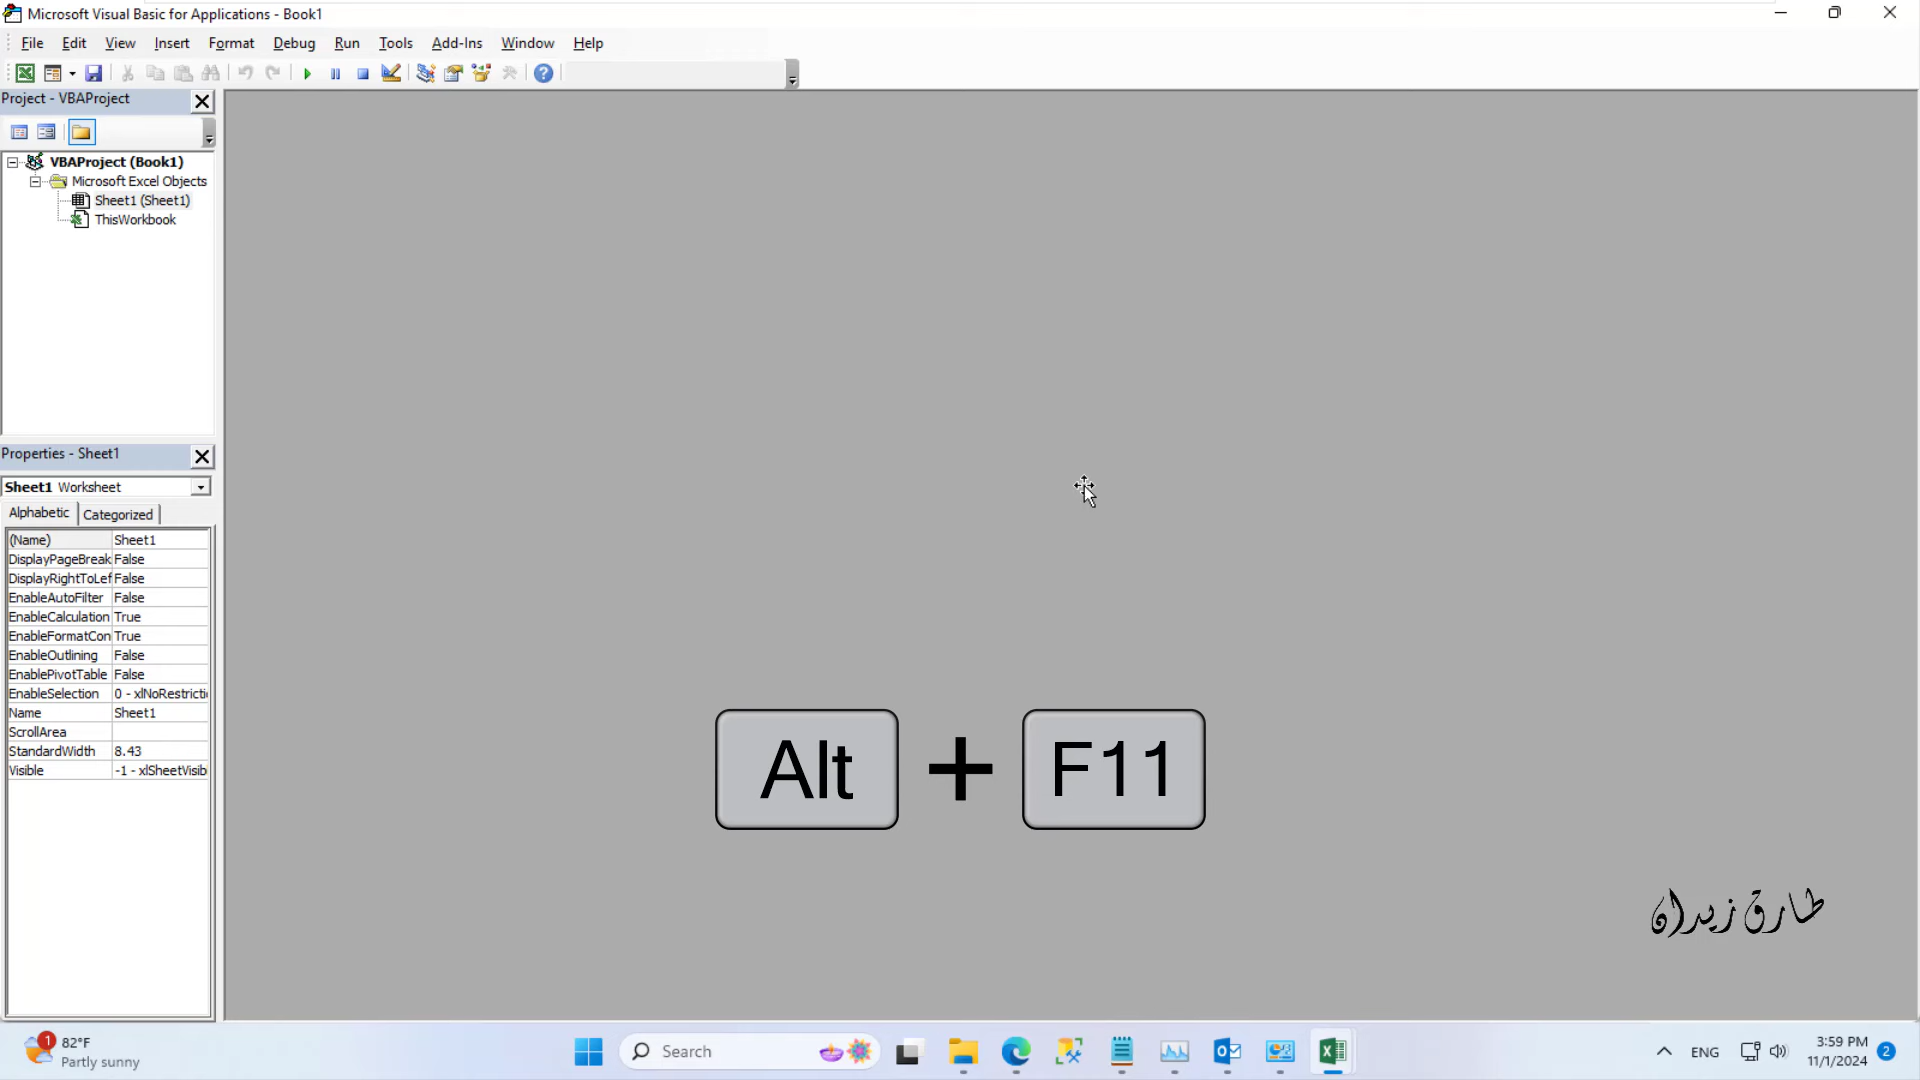 Microsoft Visual Basic for Applications - Book1
File Edit View Insert Format Debug Run Tools Add-Ins Window Help
Project - VBAProject
VBAProject (Book1)
Microsoft Excel Objects
Sheet1 (Sheet1)
ThisWorkbook
Properties - Sheet1
Sheet1 Worksheet
Alphabetic Categorized
(Name) Sheet1
DisplayPageBreak False
DisplayRightToLef False
EnableAutoFilter False
EnableCalculation True
EnableFormatCon True
EnableOutlining False
EnablePivotTable False
EnableSelection 0 - xlNoRestricti
Name Sheet1
ScrollArea
StandardWidth 8.43
Visible -1 - xlSheetVisib
Alt + F11
طارق زيدان
1 82°F
Partly sunny
Search
ENG
3:59 PM
11/1/2024
2